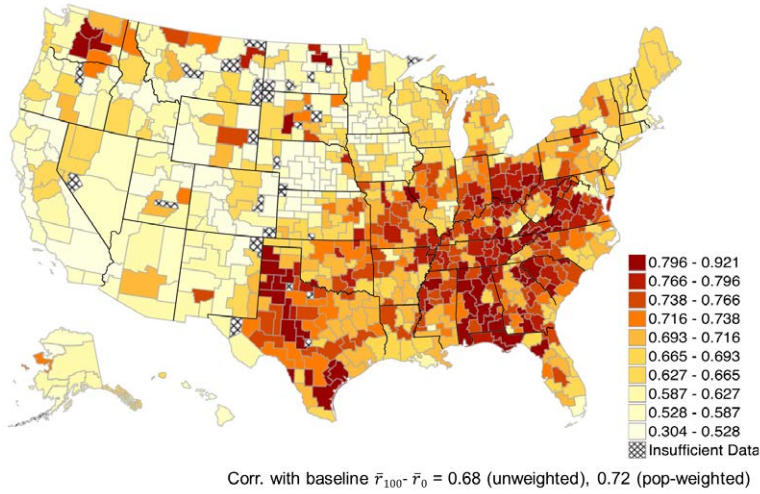 0.796 - 0.921
0.766 - 0.796
0.738 - 0.766
0.716 - 0.738
0.693 - 0.716
0.665 - 0.693
0.627 - 0.665
0.587 - 0.627
0.528 - 0.587
0.304 - 0.528
Insufficient Data
Corr. with baseline r̄₁₀₀- r̄₀ = 0.68 (unweighted), 0.72 (pop-weighted)